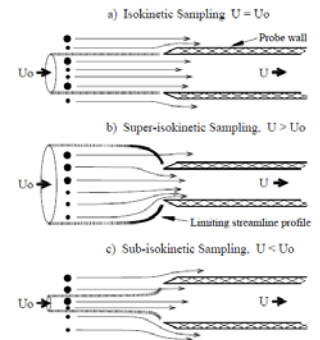 a) Isokinetic Sampling U = Uo
Probe wall
Uo
U
b) Super-isokinetic Sampling, U > Uo
Uo
U
Limiting streamline profile
c) Sub-isokinetic Sampling, U < Uo
Uo
U